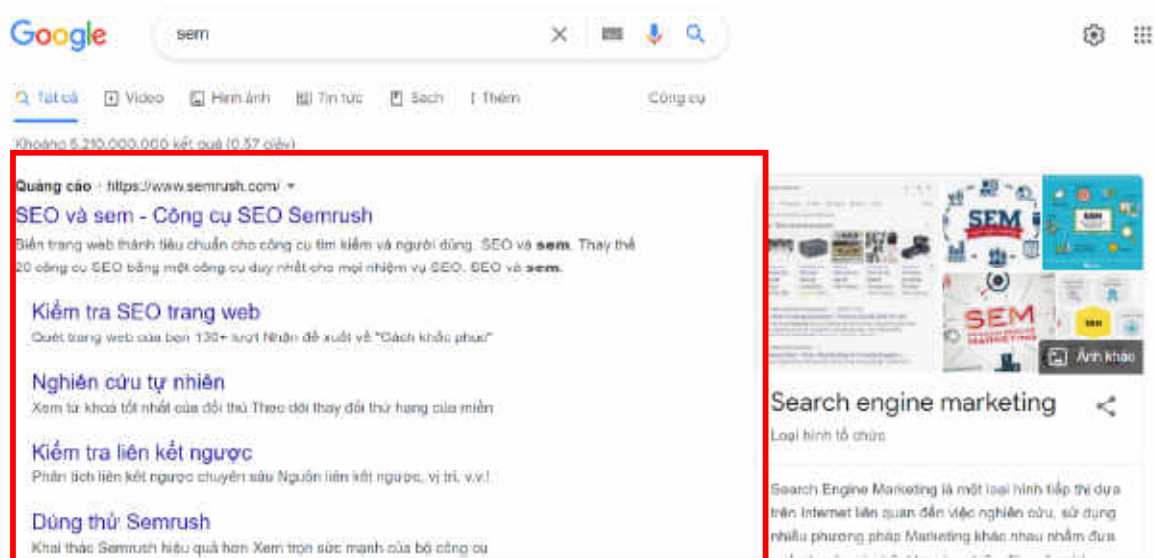 Google
sem
Tất cả Video Hình ảnh Tin tức Sách Thêm Công cụ
Khoảng 5.210.000.000 kết quả (0,57 giây)
Quảng cáo · https://www.semrush.com/
SEO và sem - Công cụ SEO Semrush
Biến trang web thành tiêu chuẩn cho công cụ tìm kiếm và người dùng. SEO và sem. Thay thế
20 công cụ SEO bằng một công cụ duy nhất cho mọi nhiệm vụ SEO. SEO và sem.
Kiểm tra SEO trang web
Quét trang web của bạn 130+ lượt Nhận đề xuất về "Cách khắc phục"
Nghiên cứu tự nhiên
Xem từ khoá tốt nhất của đối thủ Theo dõi thay đổi thứ hạng của miền
Kiểm tra liên kết ngược
Phân tích liên kết ngược chuyên sâu Nguồn liên kết ngược, vị trí, v.v.!
Dùng thử Semrush
Khai thác Semrush hiệu quả hơn Xem trọn sức mạnh của bộ công cụ
SEM
SEM
SEM
MARKETING
SEM
Ảnh khác
Search engine marketing
Loại hình tổ chức
Search Engine Marketing là một loại hình tiếp thị dựa
trên Internet liên quan đến việc nghiên cứu, sử dụng
nhiều phương pháp Marketing khác nhau nhằm đưa